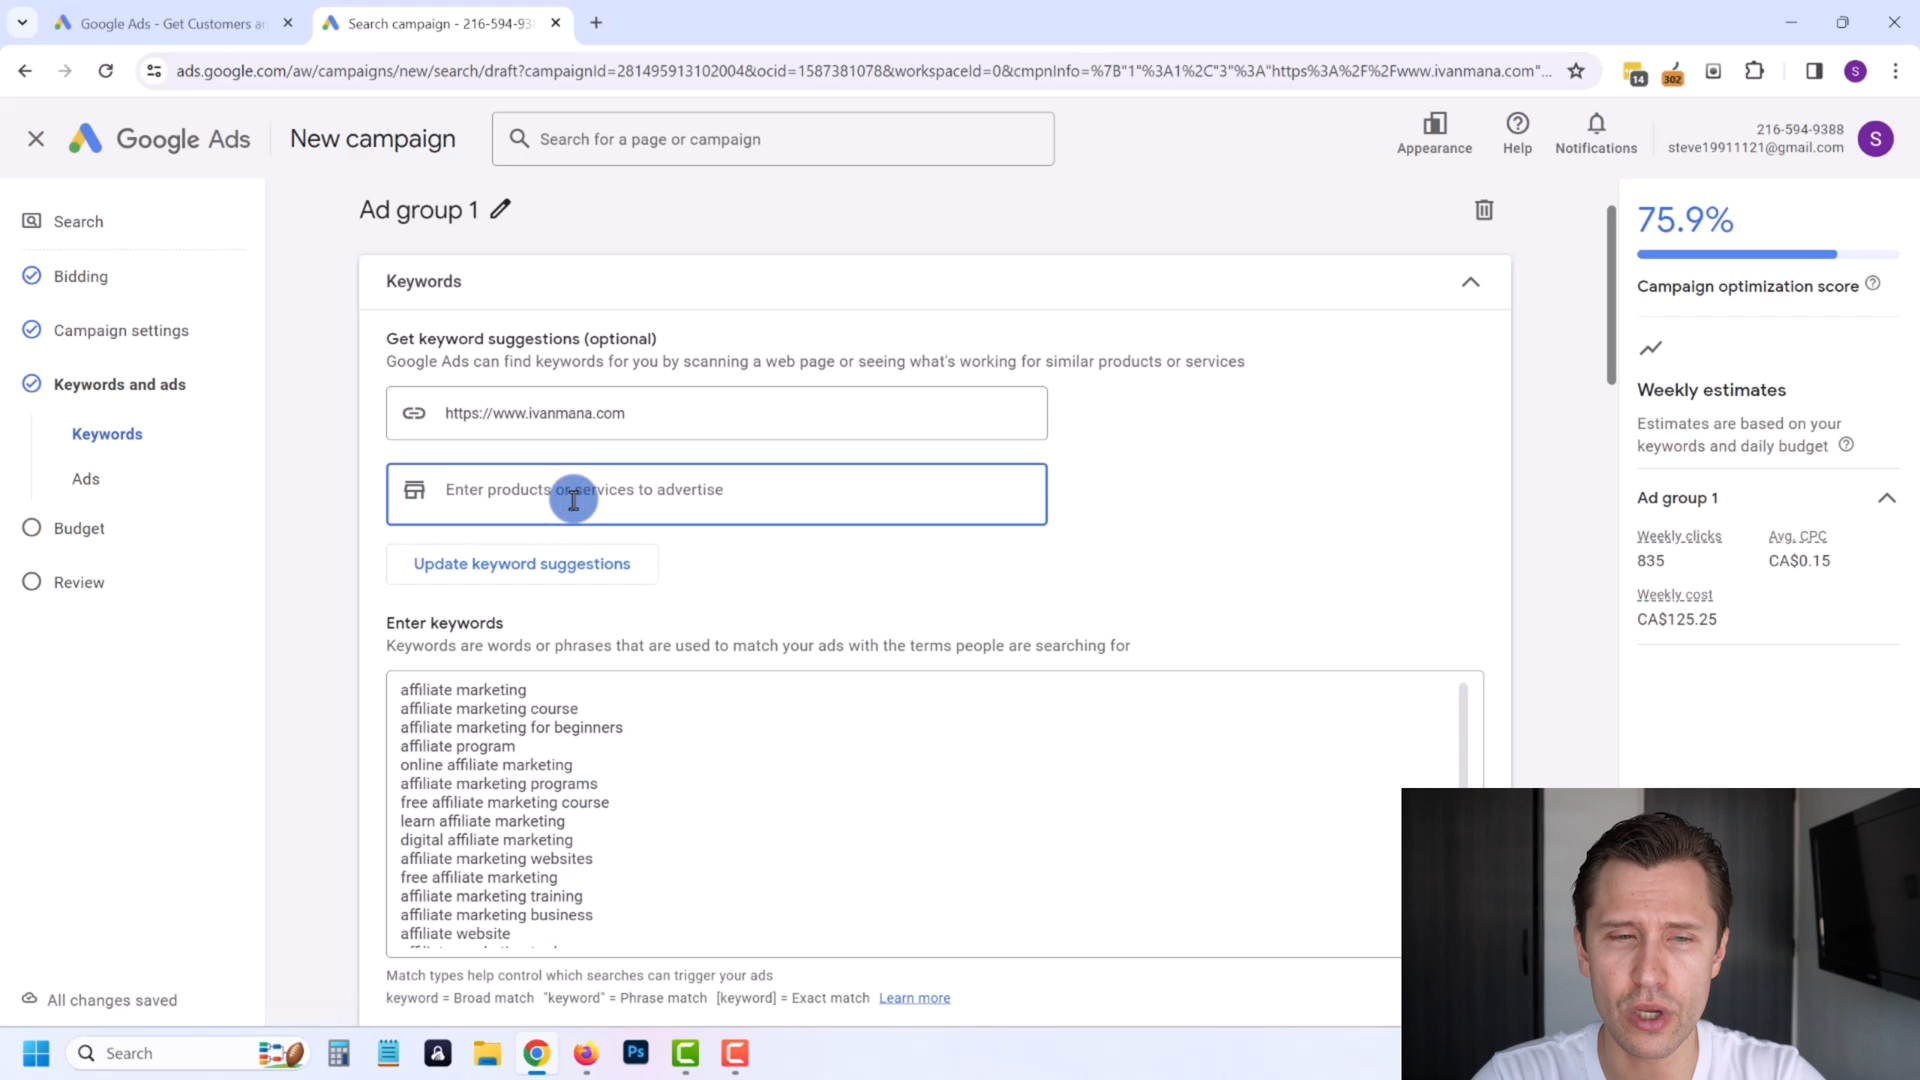 Google Ads - Get Customers an
Search campaign - 216-594-938
ads.google.com/aw/campaigns/new/search/draft?campaignId=281495913102004&ocid=1587381078&workspaceId=0&cmpnInfo=%7B"1"%3A1%2C"3"%3A"https%3A%2F%2Fwww.ivanmana.com"...
14
302
S
Google Ads
New campaign
Search for a page or campaign
Appearance
Help
Notifications
216-594-9388
steve19911121@gmail.com
S
Search
Bidding
Campaign settings
Keywords and ads
Keywords
Ads
Budget
Review
All changes saved
Ad group 1
Keywords
Get keyword suggestions (optional)
Google Ads can find keywords for you by scanning a web page or seeing what's working for similar products or services
https://www.ivanmana.com
Enter products or services to advertise
Update keyword suggestions
Enter keywords
Keywords are words or phrases that are used to match your ads with the terms people are searching for
affiliate marketing
affiliate marketing course
affiliate marketing for beginners
affiliate program
online affiliate marketing
affiliate marketing programs
free affiliate marketing course
learn affiliate marketing
digital affiliate marketing
affiliate marketing websites
free affiliate marketing
affiliate marketing training
affiliate marketing business
affiliate website
Match types help control which searches can trigger your ads
keyword = Broad match "keyword" = Phrase match [keyword] = Exact match Learn more
75.9%
Campaign optimization score
Weekly estimates
Estimates are based on your
keywords and daily budget
Ad group 1
Weekly clicks
Avg. CPC
835
CA$0.15
Weekly cost
CA$125.25
Search
Ps